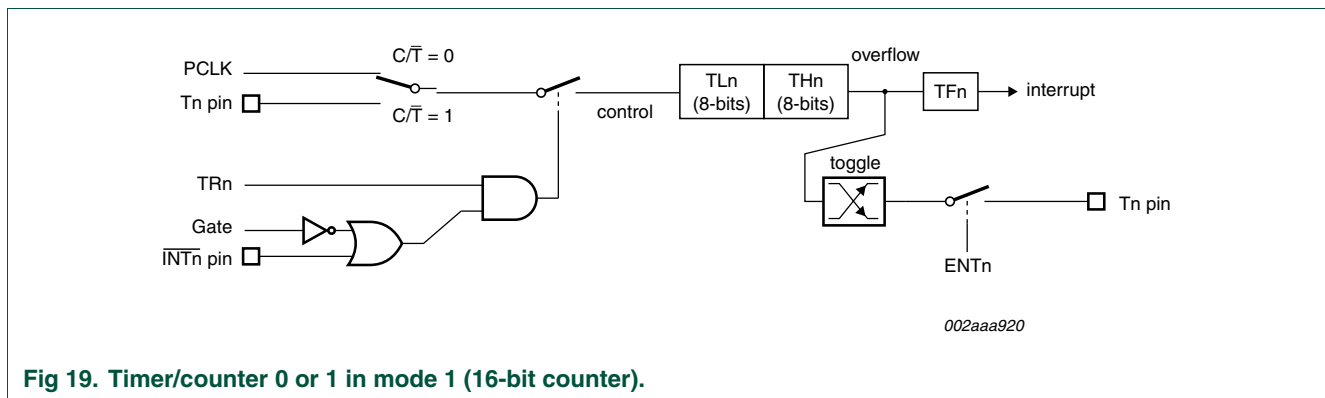 C/T̅ = 0
PCLK
Tn pin
C/T̅ = 1
control
TLn
(8-bits)
THn
(8-bits)
overflow
TFn
interrupt
toggle
TRn
Gate
I̅N̅T̅n̅ pin
Tn pin
ENTn
002aaa920
Fig 19. Timer/counter 0 or 1 in mode 1 (16-bit counter).